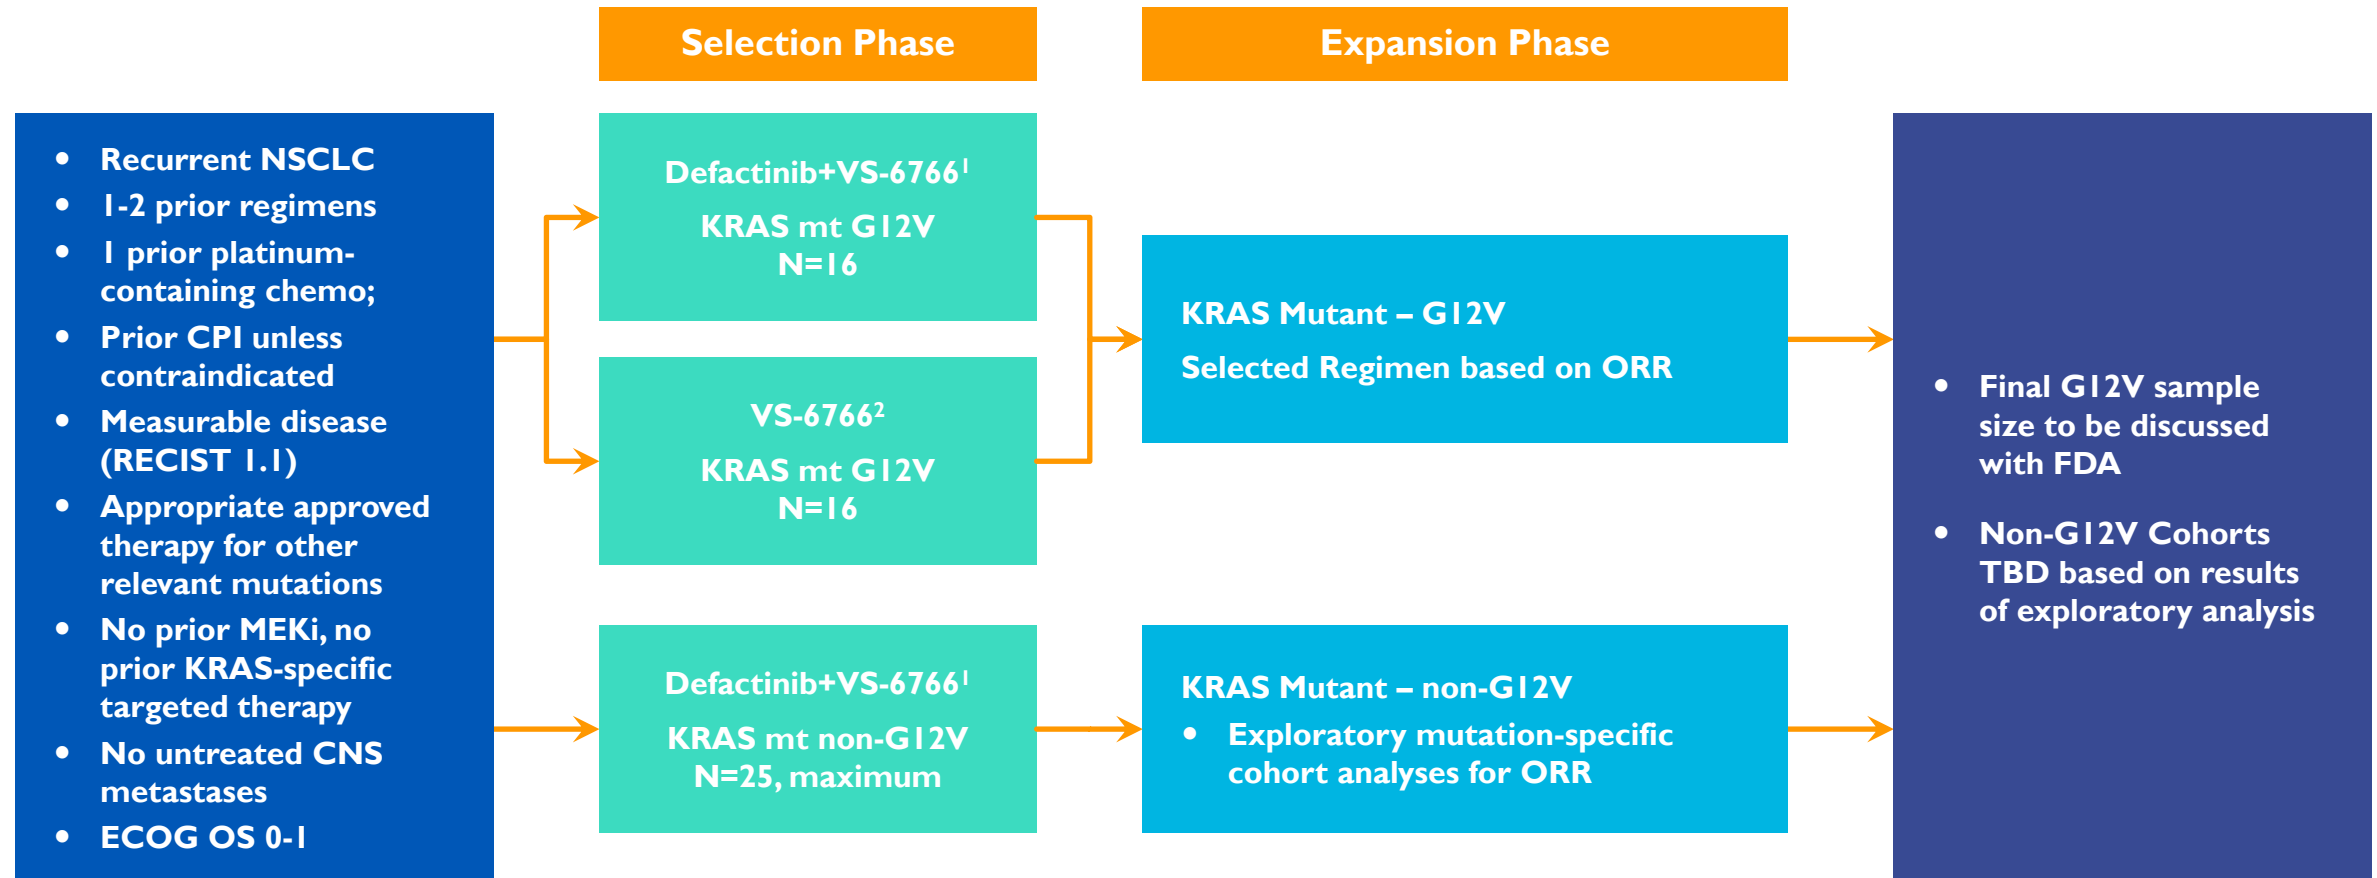 Selection Phase
Expansion Phase
• Recurrent NSCLC
• 1-2 prior regimens
• 1 prior platinum-
containing chemo;
• Prior CPI unless
contraindicated
• Measurable disease
(RECIST 1.1)
• Appropriate approved
therapy for other
relevant mutations
• No prior MEKi, no
prior KRAS-specific
targeted therapy
• No untreated CNS
metastases
• ECOG OS 0-1
Defactinib+VS-6766¹
KRAS mt G12V
N=16
VS-6766²
KRAS mt G12V
N=16
Defactinib+VS-6766¹
KRAS mt non-G12V
N=25, maximum
KRAS Mutant – G12V
Selected Regimen based on ORR
KRAS Mutant – non-G12V
• Exploratory mutation-specific
cohort analyses for ORR
• Final G12V sample
size to be discussed
with FDA
• Non-G12V Cohorts
TBD based on results
of exploratory analysis